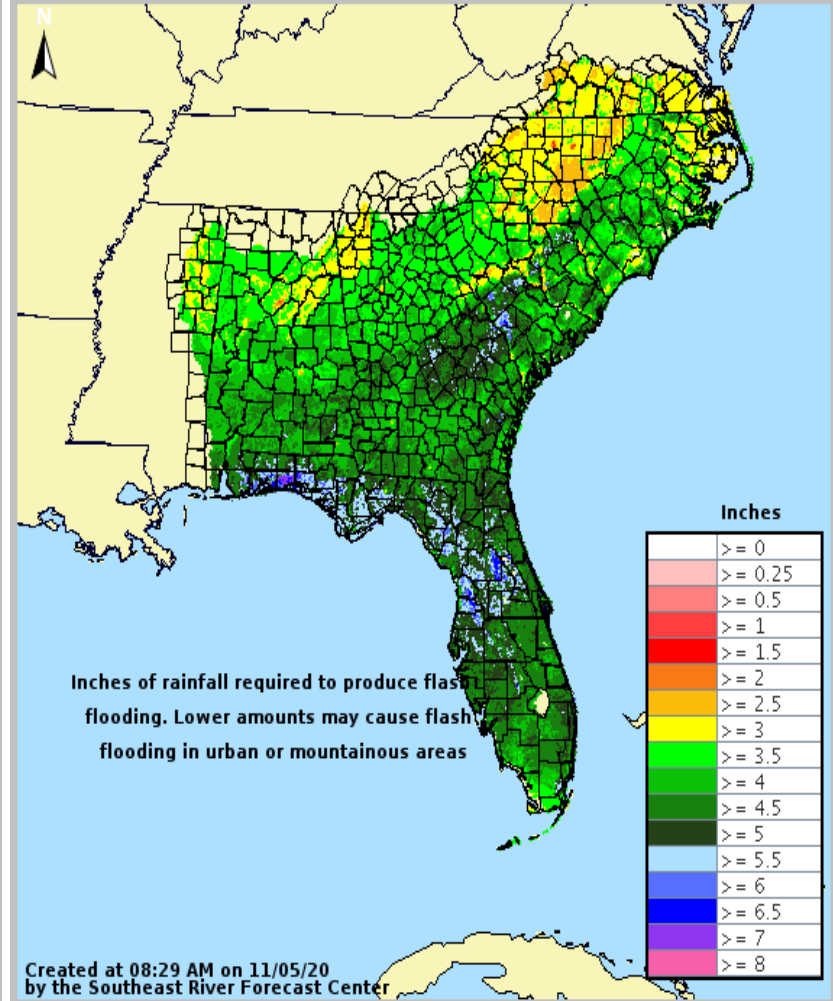 N
Inches
>= 0
>= 0.25
>= 0.5
>= 1
>= 1.5
>= 2
>= 2.5
>= 3
>= 3.5
>= 4
>= 4.5
>= 5
>= 5.5
>= 6
>= 6.5
>= 7
>= 8
Inches of rainfall required to produce flash
flooding. Lower amounts may cause flash
flooding in urban or mountainous areas
Created at 08:29 AM on 11/05/20
by the Southeast River Forecast Center